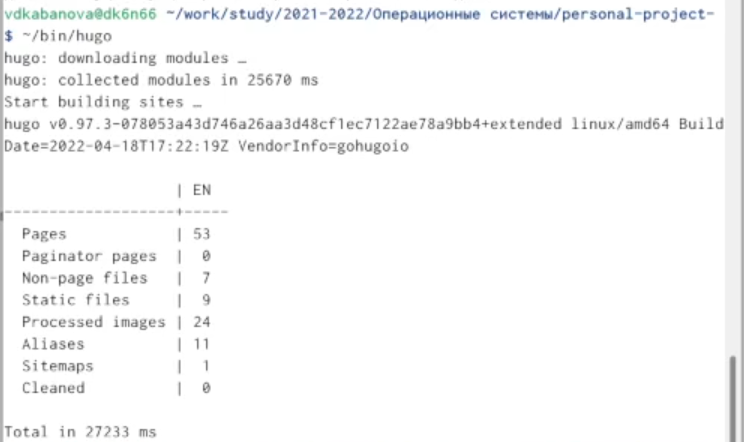 vdkabanova@dk6n66 ~/work/study/2021-2022/Операционные системы/personal-project-
$ ~/bin/hugo
hugo: downloading modules …
hugo: collected modules in 25670 ms
Start building sites …
hugo v0.97.3-078053a43d746a26aa3d48cf1ec7122ae78a9bb4+extended linux/amd64 Build
Date=2022-04-18T17:22:19Z VendorInfo=gohugoio
| EN
-------------------+-----
Pages | 53
Paginator pages | 0
Non-page files | 7
Static files | 9
Processed images | 24
Aliases | 11
Sitemaps | 1
Cleaned | 0
Total in 27233 ms